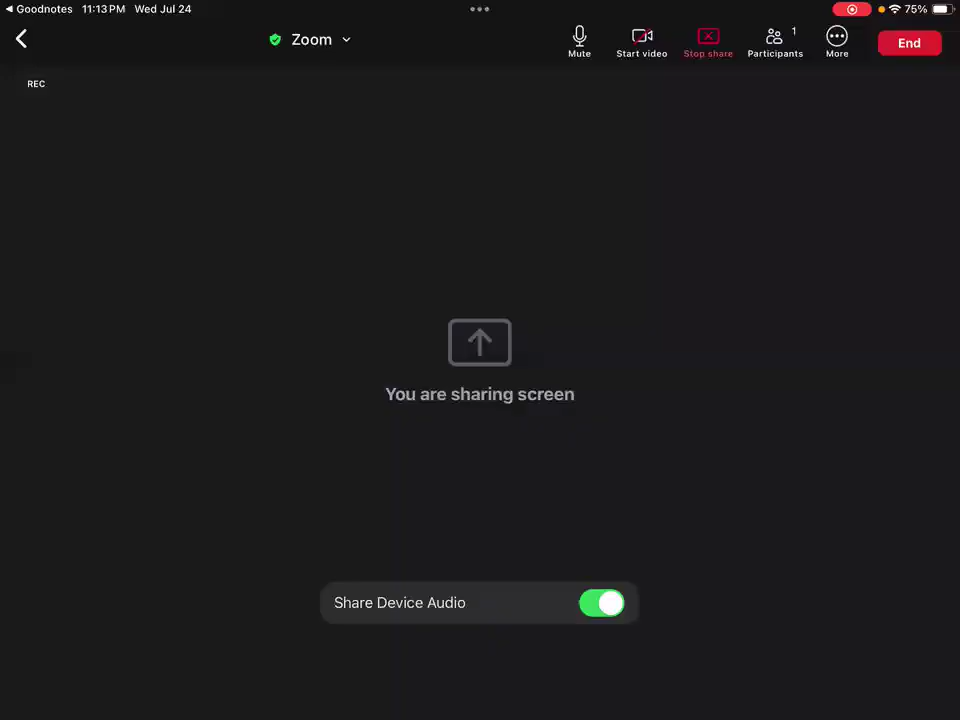 Goodnotes 11:13 PM Wed Jul 24
75%
Zoom
1
Mute Start video Stop share Participants More End
REC
You are sharing screen
Share Device Audio